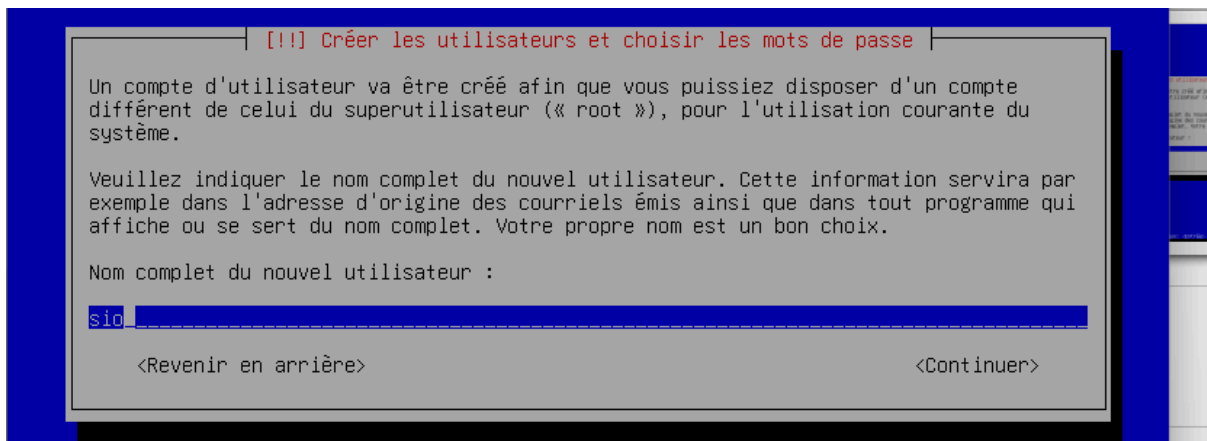 [!!] Créer les utilisateurs et choisir les mots de passe
Un compte d'utilisateur va être créé afin que vous puissiez disposer d'un compte
différent de celui du superutilisateur (« root »), pour l'utilisation courante du
système.
Veuillez indiquer le nom complet du nouvel utilisateur. Cette information servira par
exemple dans l'adresse d'origine des courriels émis ainsi que dans tout programme qui
affiche ou se sert du nom complet. Votre propre nom est un bon choix.
Nom complet du nouvel utilisateur :
sio
<Revenir en arrière> <Continuer>